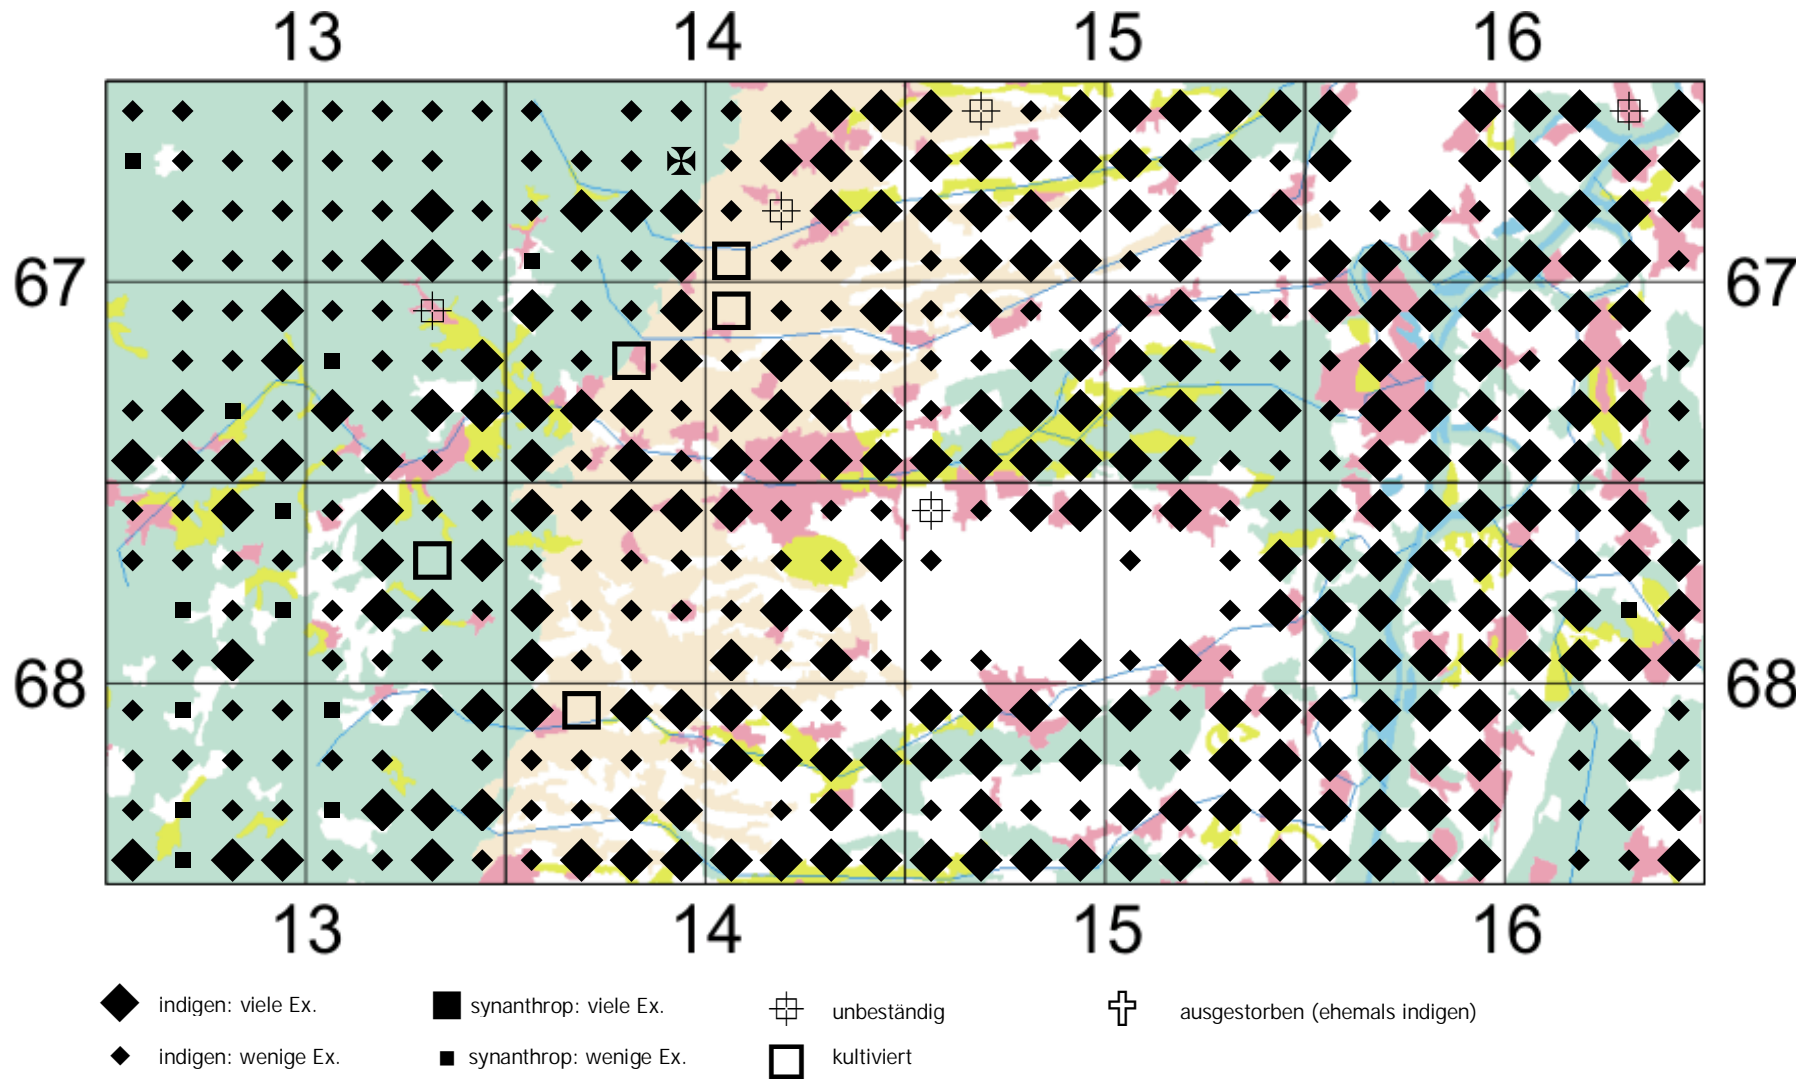 13 14 15 16
67 67
68 68
13 14 15 16
indigen: viele Ex. synanthrop: viele Ex. unbeständig ausgestorben (ehemals indigen)
indigen: wenige Ex. synanthrop: wenige Ex. kultiviert